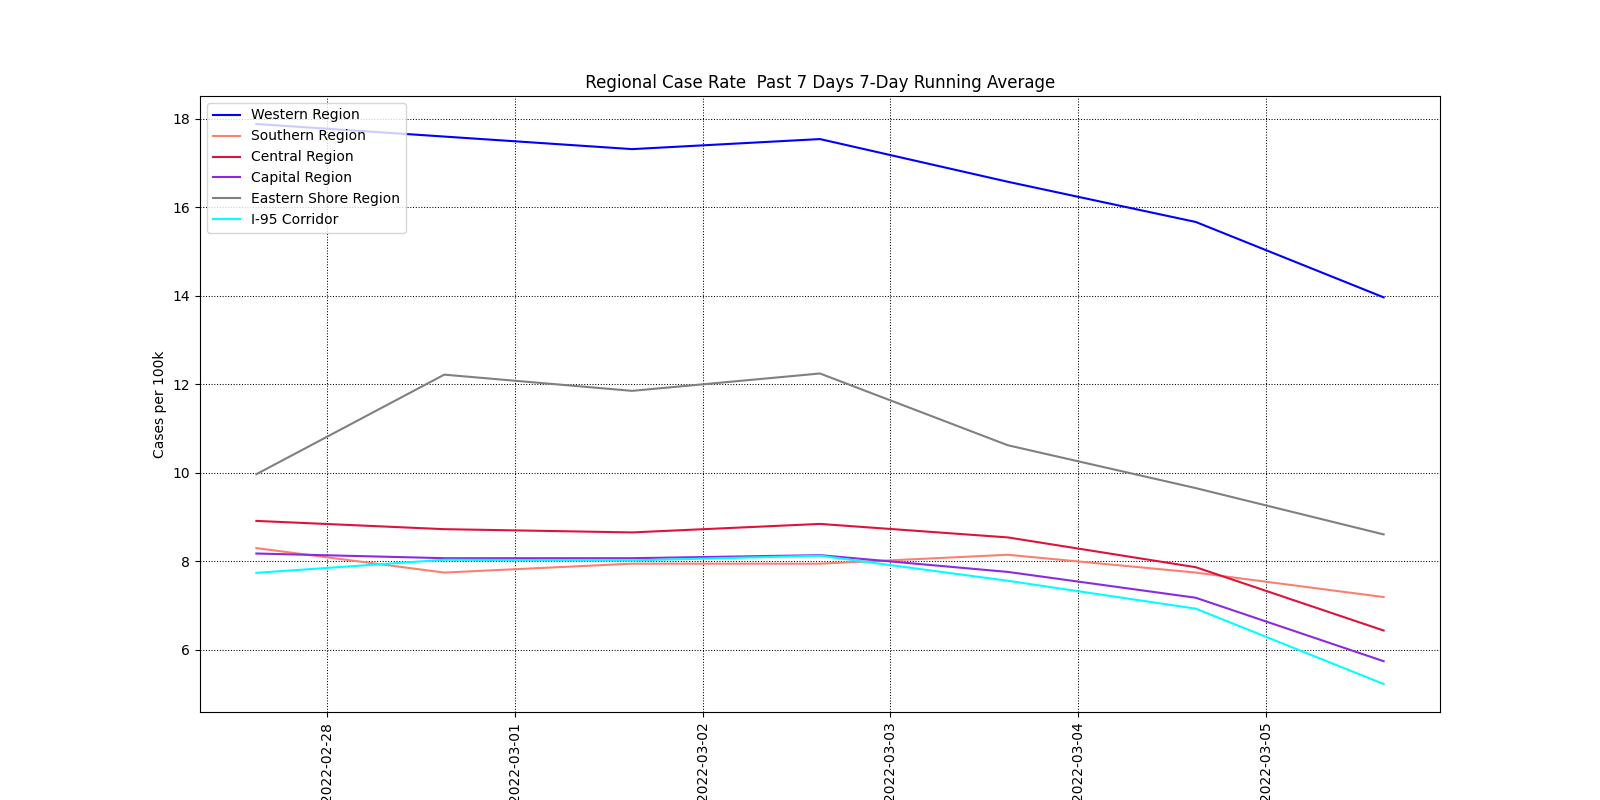 Regional Case Rate  Past 7 Days 7-Day Running Average
Western Region
Southern Region
Central Region
Capital Region
Eastern Shore Region
I-95 Corridor
Cases per 100k
18
16
14
12
10
8
6
2022-02-28
2022-03-01
2022-03-02
2022-03-03
2022-03-04
2022-03-05